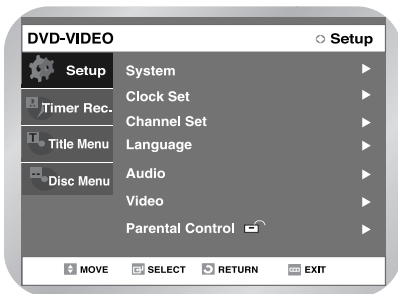 DVD-VIDEO Setup
Setup
Timer Rec.
Title Menu
Disc Menu
System
Clock Set
Channel Set
Language
Audio
Video
Parental Control
MOVE SELECT RETURN EXIT